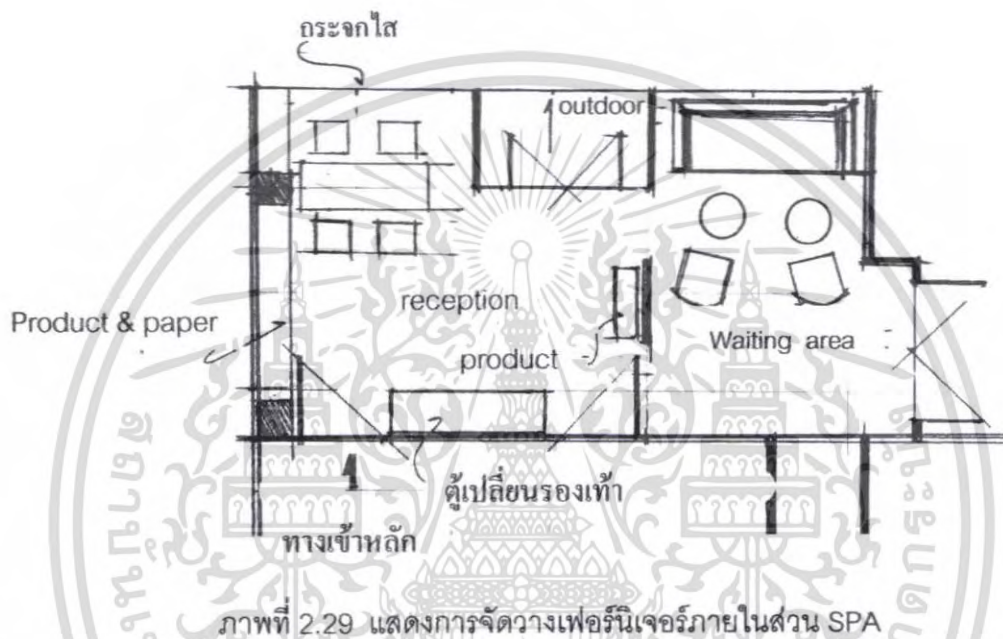 กระจกใส
outdoor
Product & paper
reception
product
Waiting area
ตู้เปลี่ยนรองเท้า
ทางเข้าหลัก
ภาพที่ 2.29 แสดงการจัดวางเฟอร์นิเจอร์ภายในส่วน SPA